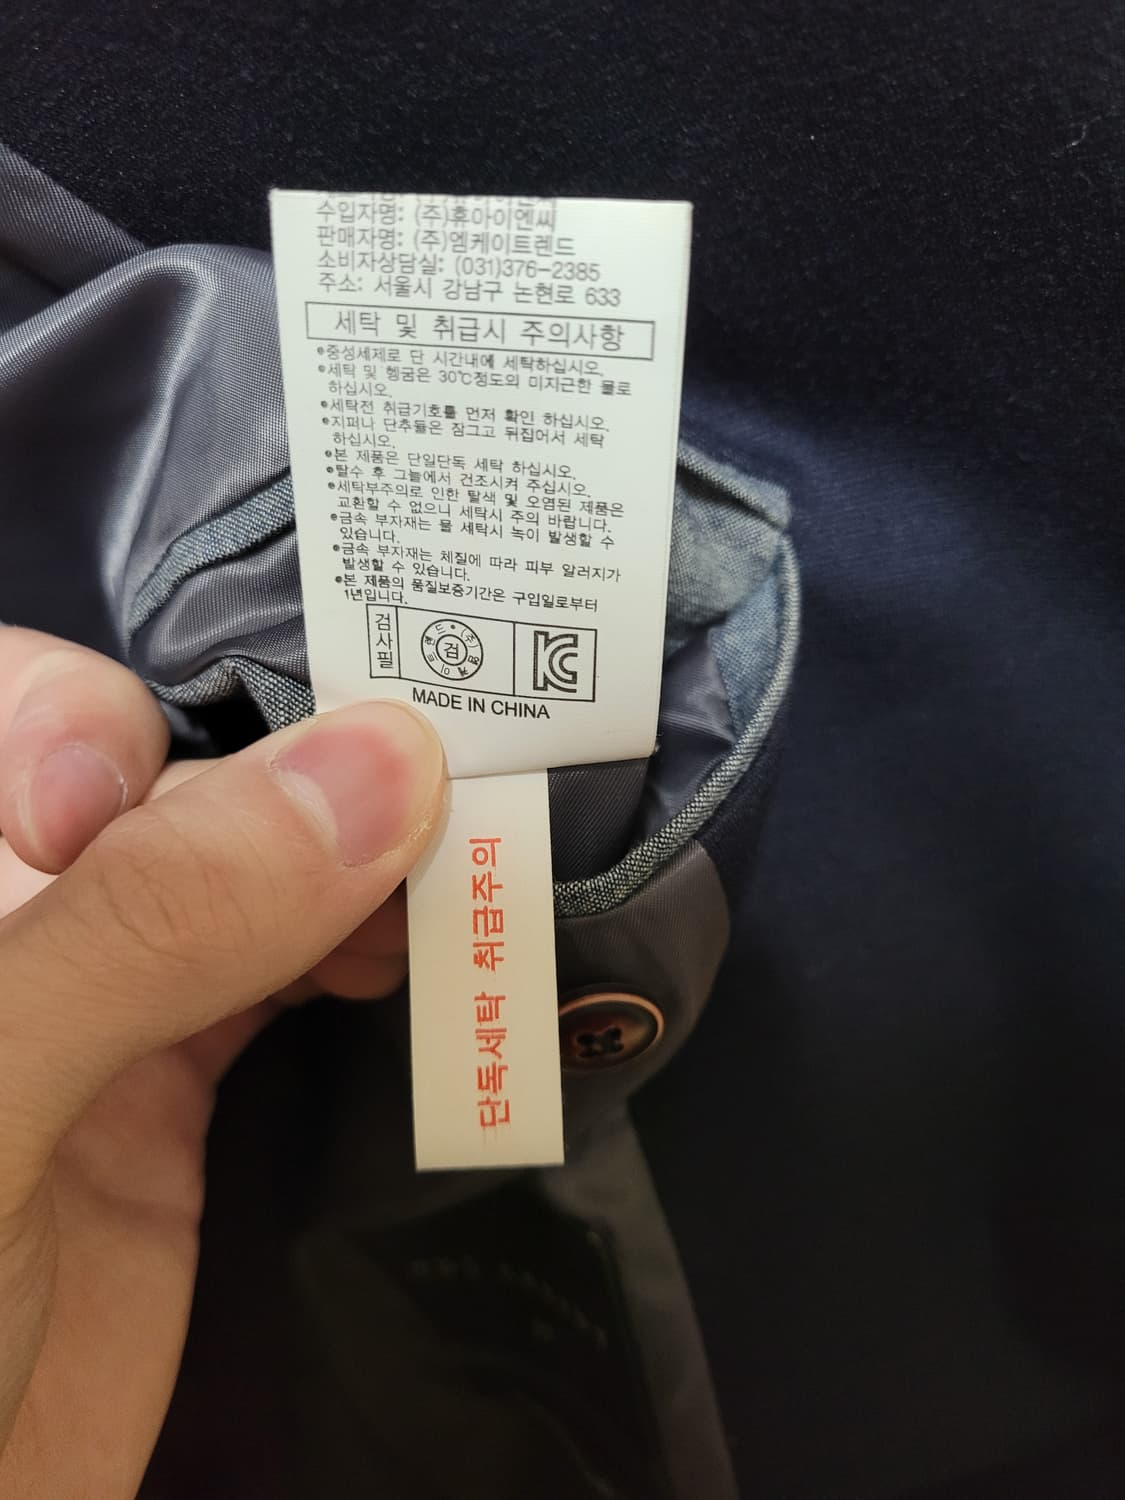 수입자명: (주)휴아이엔씨
판매자명: (주)엠케이트렌드
소비자상담실: (031)376-2385
주소: 서울시 강남구 논현로 633
세탁 및 취급시 주의사항
●중성세제로 단 시간내에 세탁하십시오.
●세탁 및 헹굼은 30℃정도의 미지근한 물로
하십시오.
●세탁전 취급기호를 먼저 확인 하십시오.
●지퍼나 단추들은 잠그고 뒤집어서 세탁
하십시오.
●본 제품은 단일단독 세탁 하십시오.
●탈수 후 그늘에서 건조시켜 주십시오.
●세탁부주의로 인한 탈색 및 오염된 제품은
교환할 수 없으니 세탁시 주의 바랍니다.
●금속 부자재는 물 세탁시 녹이 발생할 수
있습니다.
●금속 부자재는 체질에 따라 피부 알러지가
발생할 수 있습니다.
●본 제품의 품질보증기간은 구입일로부터
1년입니다.
검사필
(주)엠케이트렌드
검
KC
MADE IN CHINA
단독세탁 취급주의